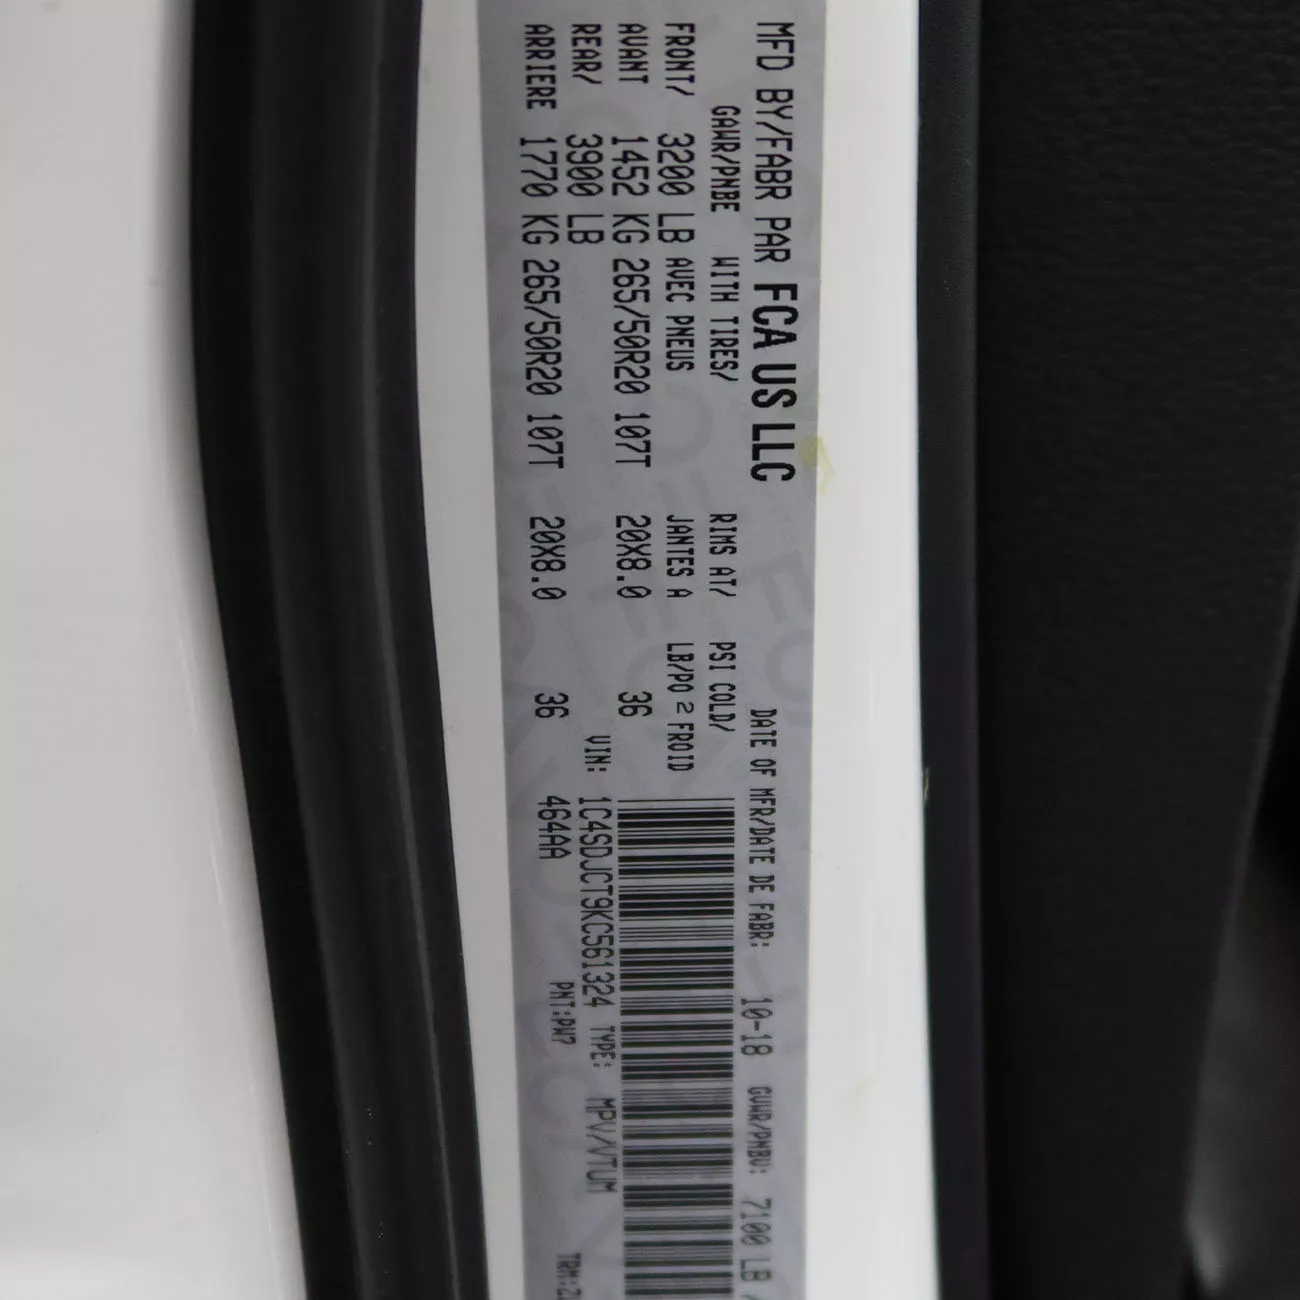 MFD BY/FABR PAR FCA US LLC DATE OF MFR/DATE DE FABR: 10-18 GVWR/PNBV: 7100 LB
GAWR/PNBE WITH TIRES/ RIMS AT/ PSI COLD/
FRONT/ 3200 LB AVEC PNEUS JANTES A LB/PO 2 FROID
AVANT 1452 KG 265/50R20 107T 20X8.0 36
REAR/ 3900 LB VIN: 1C4SDJCT9KC561324 TYPE: MPV/VTUM
ARRIERE 1770 KG 265/50R20 107T 20X8.0 36 464AA PNT:PW7 TRM: